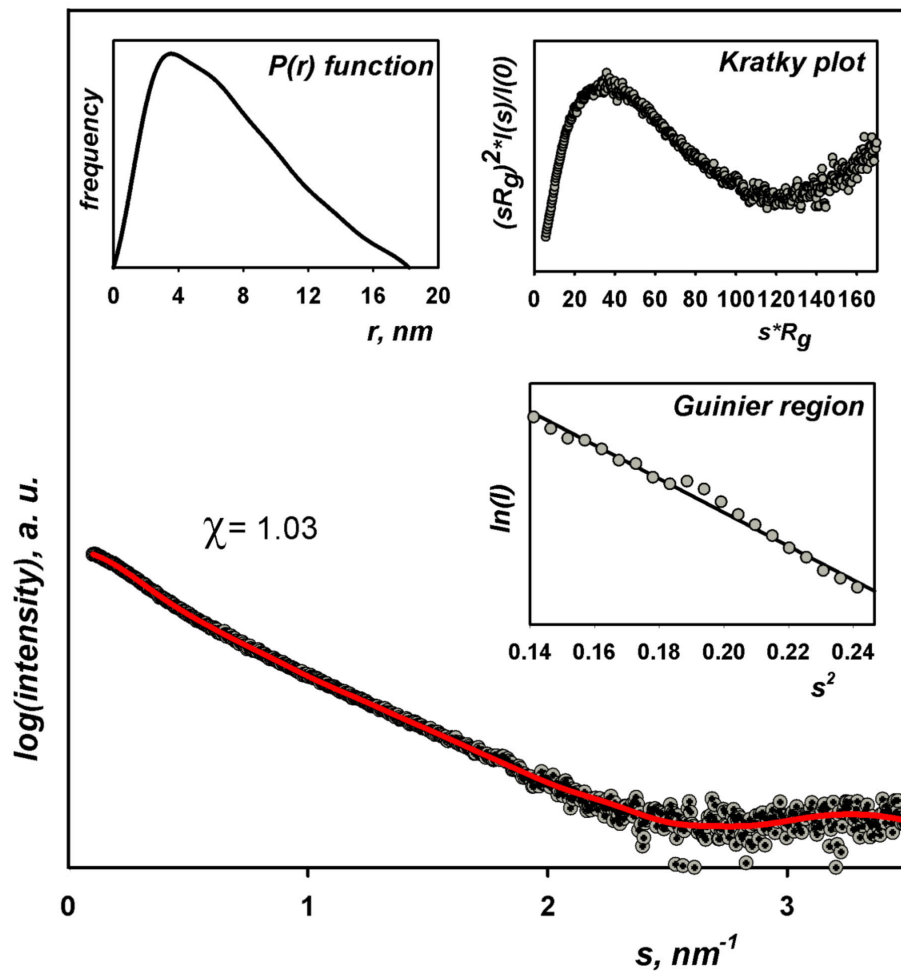 P(r) function
frequency
0 4 8 12 16 20
r, nm
Kratky plot
(sRg)²*I(s)/I(0)
0 20 40 60 80 100 120 140 160
s*Rg
Guinier region
ln(I)
0.14 0.16 0.18 0.20 0.22 0.24
s²
χ = 1.03
log(intensity), a. u.
0 1 2 3
s, nm⁻¹